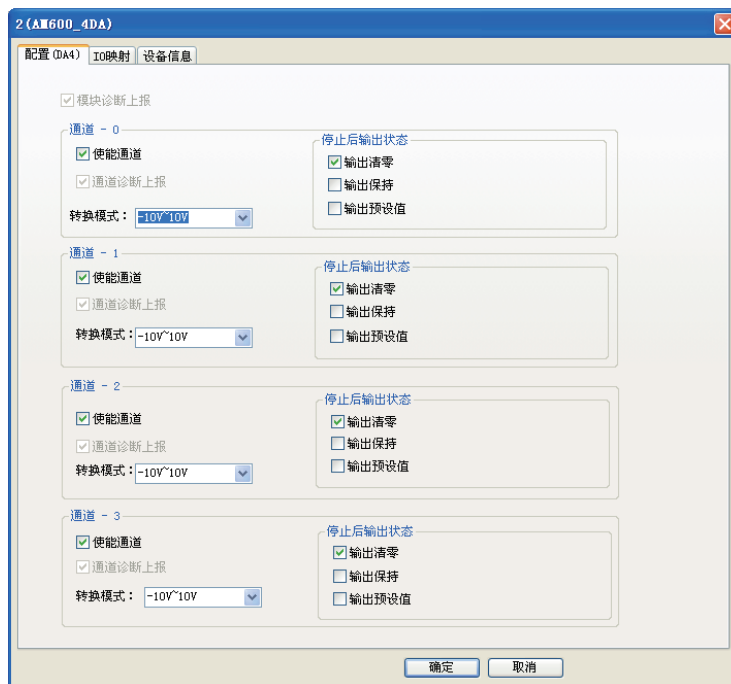 2(AM600_4DA)
配置(DA4) IO映射 设备信息
模块诊断上报
通道 - 0
使能通道
通道诊断上报
转换模式： -10V~10V
停止后输出状态
输出清零
输出保持
输出预设值
通道 - 1
使能通道
通道诊断上报
转换模式： -10V~10V
停止后输出状态
输出清零
输出保持
输出预设值
通道 - 2
使能通道
通道诊断上报
转换模式： -10V~10V
停止后输出状态
输出清零
输出保持
输出预设值
通道 - 3
使能通道
通道诊断上报
转换模式： -10V~10V
停止后输出状态
输出清零
输出保持
输出预设值
确定 取消